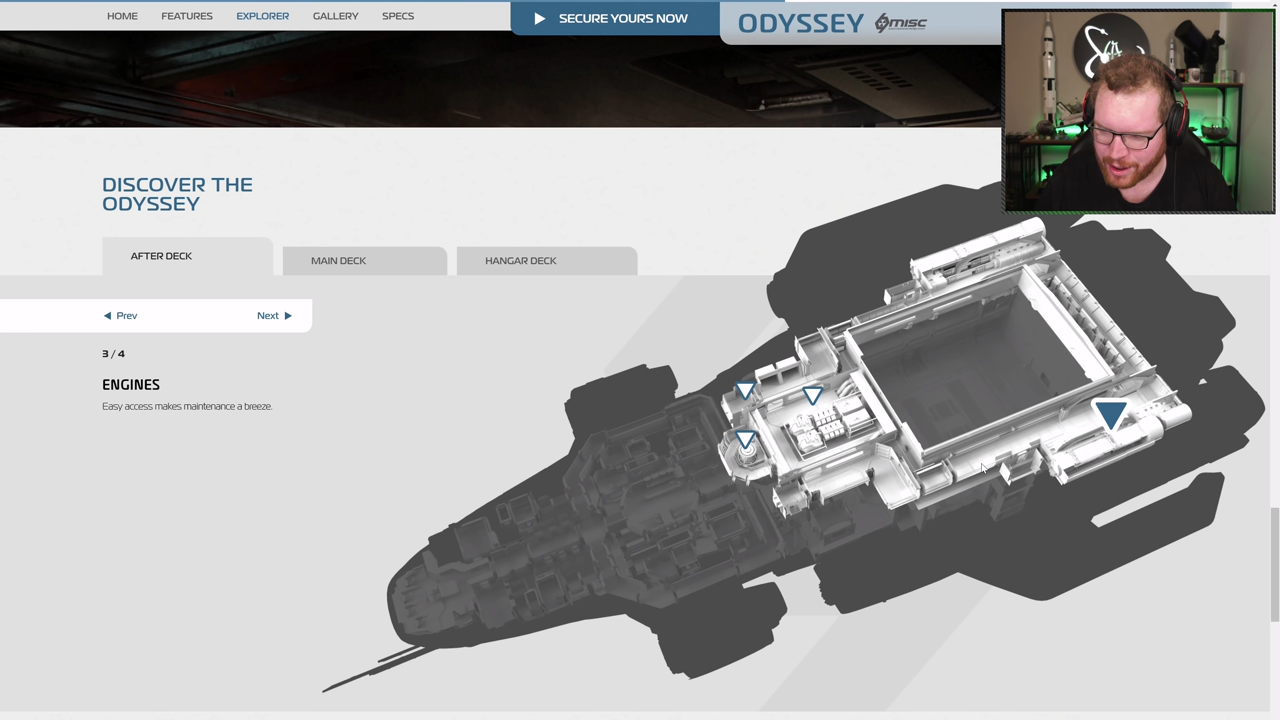 HOME FEATURES EXPLORER GALLERY SPECS
SECURE YOURS NOW
ODYSSEY misc
DISCOVER THE
ODYSSEY
AFTER DECK
MAIN DECK
HANGAR DECK
Prev
Next
3 / 4
ENGINES
Easy access makes maintenance a breeze.